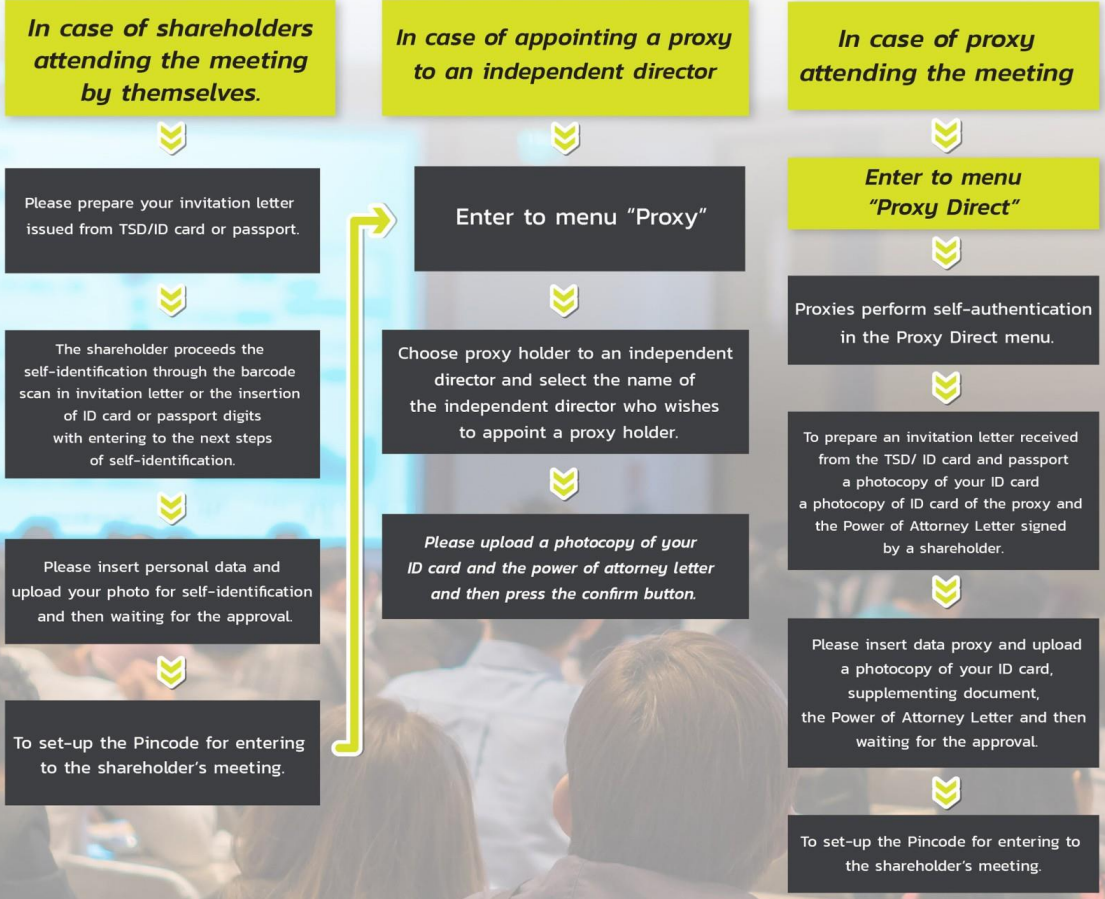 In case of shareholders
attending the meeting
by themselves.
Please prepare your invitation letter
issued from TSD/ID card or passport.
The shareholder proceeds the
self-identification through the barcode
scan in invitation letter or the insertion
of ID card or passport digits
with entering to the next steps
of self-identification.
Please insert personal data and
upload your photo for self-identification
and then waiting for the approval.
To set-up the Pincode for entering
to the shareholder's meeting.
In case of appointing a proxy
to an independent director
Enter to menu "Proxy"
Choose proxy holder to an independent
director and select the name of
the independent director who wishes
to appoint a proxy holder.
Please upload a photocopy of your
ID card and the power of attorney letter
and then press the confirm button.
In case of proxy
attending the meeting
Enter to menu
"Proxy Direct"
Proxies perform self-authentication
in the Proxy Direct menu.
To prepare an invitation letter received
from the TSD/ ID card and passport
a photocopy of your ID card
a photocopy of ID card of the proxy and
the Power of Attorney Letter signed
by a shareholder.
Please insert data proxy and upload
a photocopy of your ID card,
supplementing document,
the Power of Attorney Letter and then
waiting for the approval.
To set-up the Pincode for entering to
the shareholder's meeting.